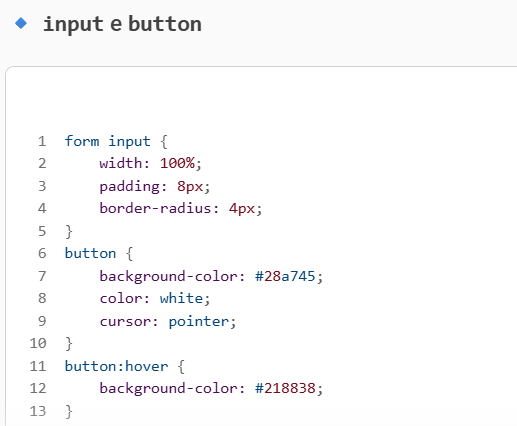 input e button
1 form input {
2     width: 100%;
3     padding: 8px;
4     border-radius: 4px;
5 }
6 button {
7     background-color: #28a745;
8     color: white;
9     cursor: pointer;
10 }
11 button:hover {
12     background-color: #218838;
13 }